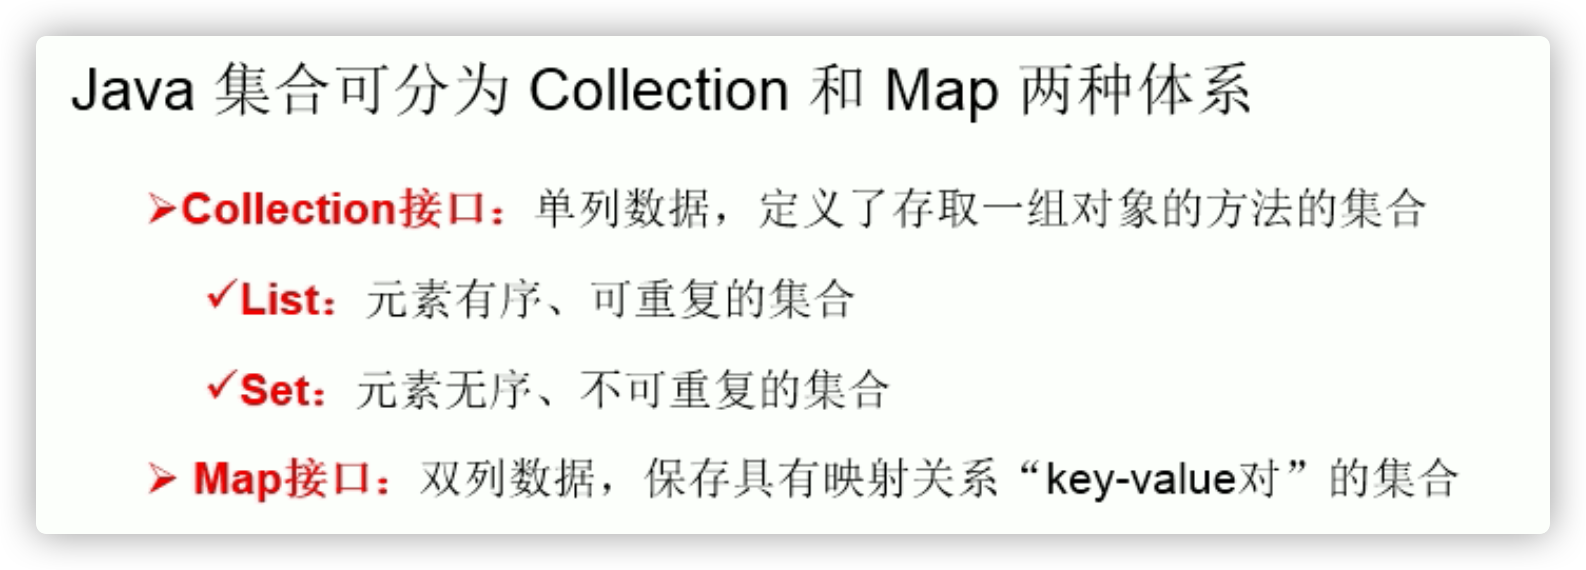 Java 集合可分为 Collection 和 Map 两种体系
➢Collection接口：单列数据，定义了存取一组对象的方法的集合
✓List：元素有序、可重复的集合
✓Set：元素无序、不可重复的集合
➢ Map接口：双列数据，保存具有映射关系“key-value对”的集合